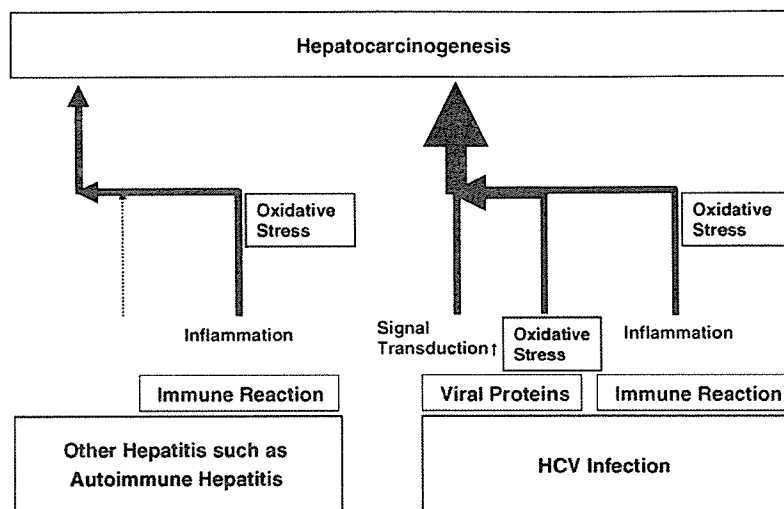 Hepatocarcinogenesis
Oxidative
Stress
Oxidative
Stress
Inflammation
Signal
Transduction↑
Oxidative
Stress
Inflammation
Immune Reaction
Viral Proteins
Immune Reaction
Other Hepatitis such as
Autoimmune Hepatitis
HCV Infection